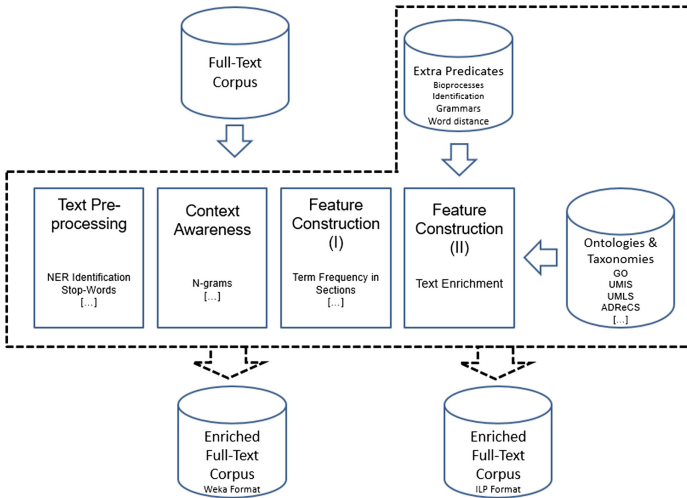 Full-Text
Corpus
Extra Predicates
Bioprocesses
Identification
Grammars
Word distance
Text Pre-
processing
NER Identification
Stop-Words
[...]
Context
Awareness
N-grams
[...]
Feature
Construction
(I)
Term Frequency in
Sections
[...]
Feature
Construction
(II)
Text Enrichment
Ontologies &
Taxonomies
GO
UMIS
UMLS
ADReCS
[...]
Enriched
Full-Text
Corpus
Weka Format
Enriched
Full-Text
Corpus
ILP Format